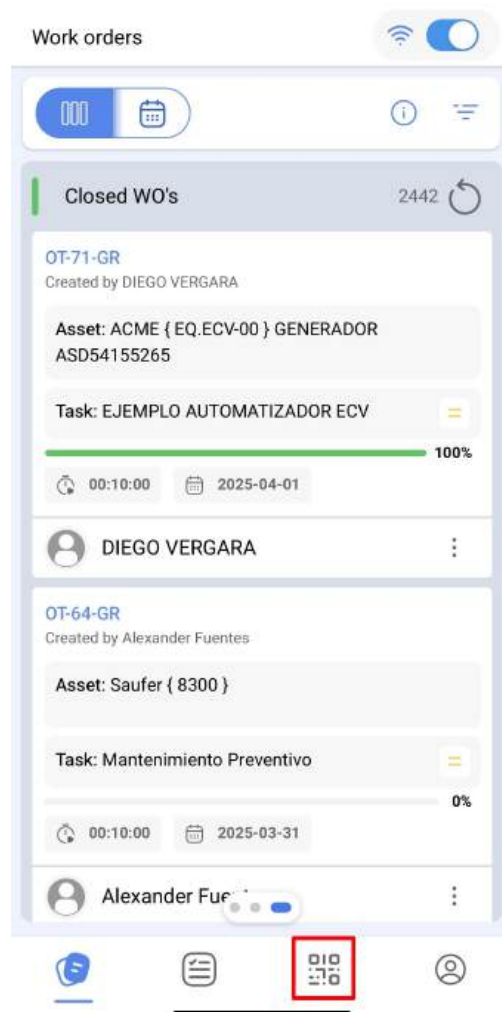 Work orders
Closed WO's 2442
OT-71-GR
Created by DIEGO VERGARA
Asset: ACME { EQ.ECV-00 } GENERADOR
ASD54155265
Task: EJEMPLO AUTOMATIZADOR ECV
100%
00:10:00 2025-04-01
DIEGO VERGARA
OT-64-GR
Created by Alexander Fuentes
Asset: Saufer { 8300 }
Task: Mantenimiento Preventivo
0%
00:10:00 2025-03-31
Alexander